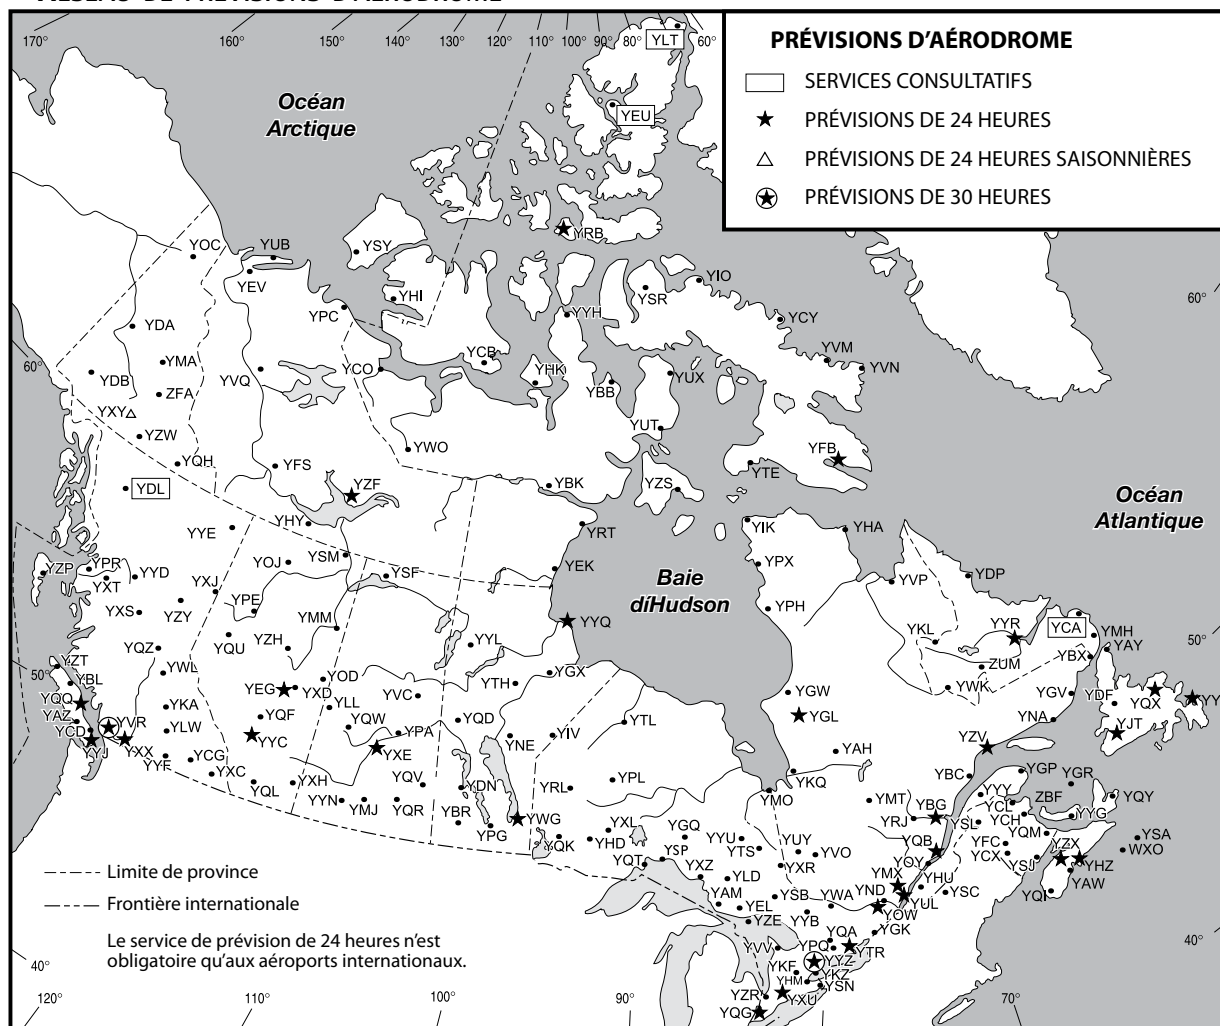 RÉSEAU DE PRÉVISIONS D'AÉRODROME
170° 160° 150° 140° 130° 120° 110° 100° 90° 80° 60°
YLT
PRÉVISIONS D'AÉRODROME
SERVICES CONSULTATIFS
PRÉVISIONS DE 24 HEURES
PRÉVISIONS DE 24 HEURES SAISONNIÈRES
PRÉVISIONS DE 30 HEURES
Océan
Arctique
YEU
YRB
YOC YUB YSY
YEV YHI YSR YIO
YPC YYH YCY
60°
YDA
YMA YVQ YCO YCB YHK YBB YUX YVM YVN
60°
YDB ZFA
YXY YZW YUT
YQH YFS YWO YTE YFB
YDL YZF YBK YZS
Océan
Atlantique
YYE YHY YRT YIK YHA
YZP YPR YXT YYD YXJ YOJ YSM YSF YEK YPX YVP YDP
Baie
díHudson
YXS YZY YPE YMM YYQ YPH YYR YCA YMH
50°
YQZ YQU YZH YYL YKL YAY
YZT YBL YWL YEG YXD YOD YTH YGX ZUM YBX
50°
YQQ YKA YLL YVC YGW YWK YGV YDF YQX YYT
YAZ YVR YLW YQF YQW YPA YQD YTL YGL YNA YJT
YCD YYJ YXX YYF YYC YXE YNE YIV YAH YZV
YCG YXC YQL YXH YQV YDN YRL YPL YKQ YBC YGP YGR
YYN YMJ YQR YBR YPG YWG YMO YMT YBG YYY YCL ZBF YQY
YQK YHD YXL YGQ YYU YTS YUY YVO YRJ YSL YCH YYG
YQB YFC YQM YZX YSA
YQT YSP YXZ YLD YXR YOY YCX YSJ YHZ WXO
YMX YHU YSC YQI YAW
YAM YEL YSB YWA YND YUL
YZE YYB YOW YGK
YVV YPQ YQA YTR
YYZ
YKF YKZ
YHM YSN
YZR YXU
YQG
Limite de province
Frontière internationale
Le service de prévision de 24 heures n'est
obligatoire qu'aux aéroports internationaux.
40°
40°
120° 110° 100° 90° 70°